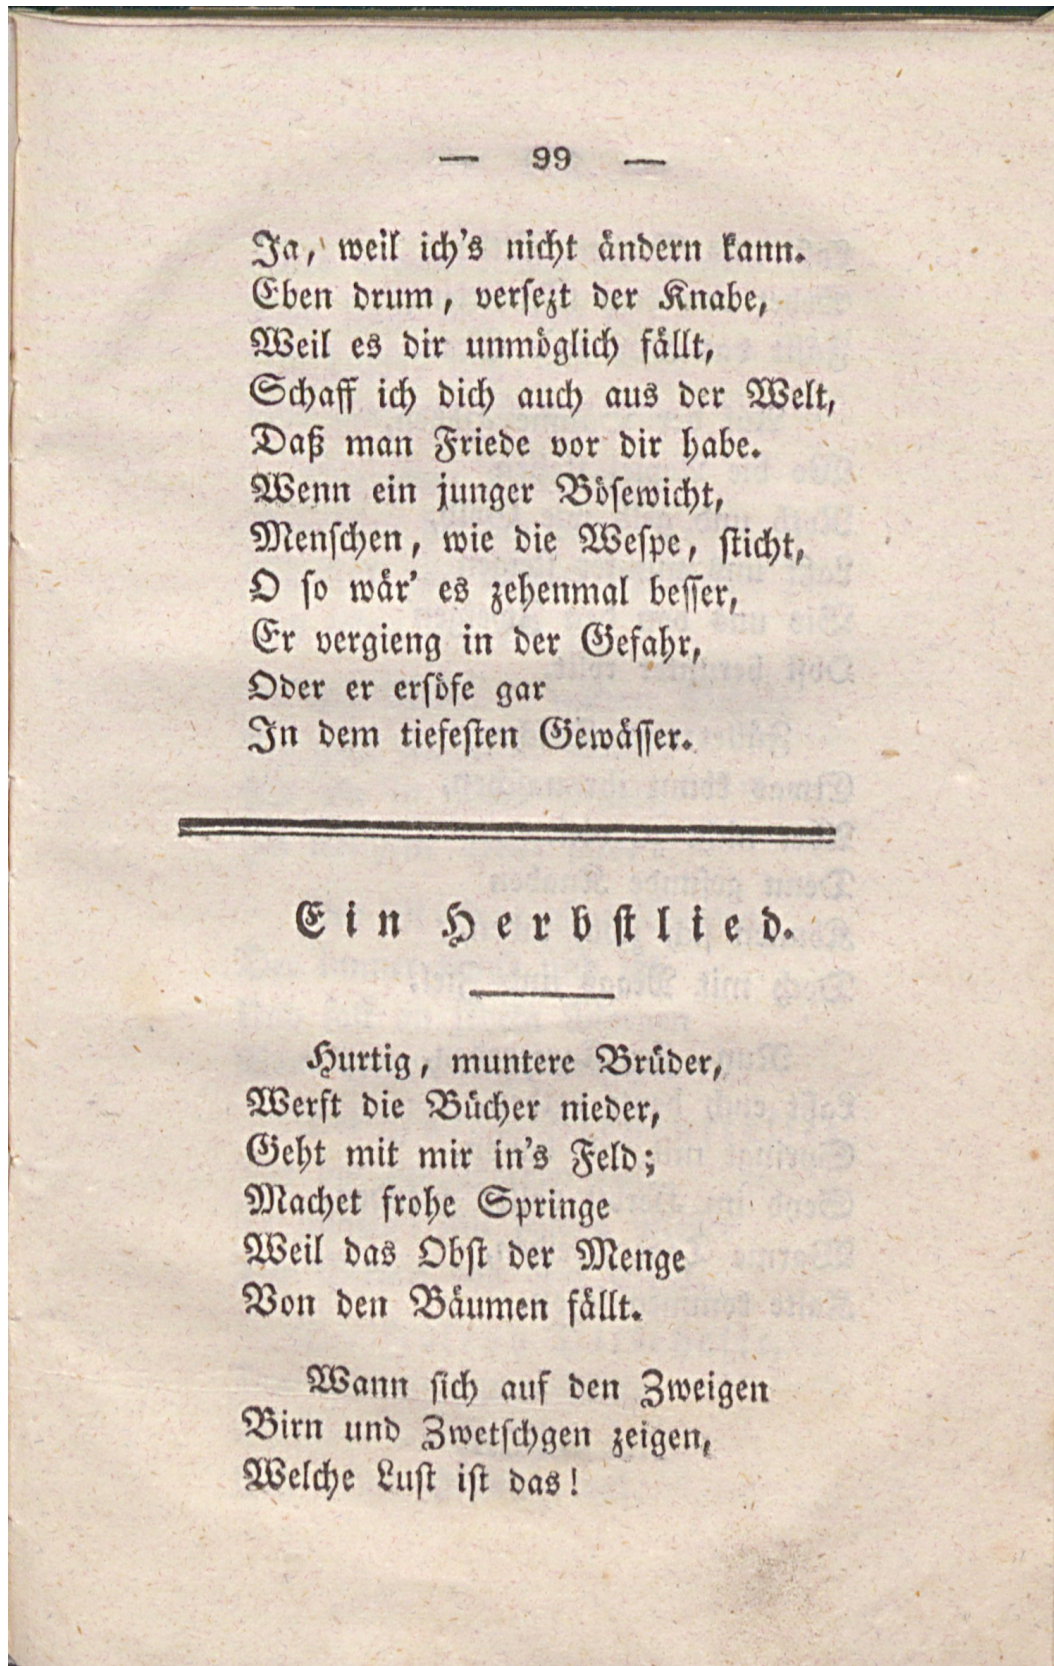 — 99 —
Ja, weil ich's nicht ändern kann.
Eben drum, versezt der Knabe,
Weil es dir unmöglich fällt,
Schaff ich dich auch aus der Welt,
Daß man Friede vor dir habe.
Wenn ein junger Bösewicht,
Menschen, wie die Wespe, sticht,
O so wär' es zehenmal besser,
Er vergieng in der Gefahr,
Oder er ersöfe gar
In dem tiefesten Gewässer.
Ein Herbstlied.
Hurtig, muntere Brüder,
Werft die Bücher nieder,
Geht mit mir in's Feld;
Machet frohe Springe
Weil das Obst der Menge
Von den Bäumen fällt.
Wann sich auf den Zweigen
Birn und Zwetschgen zeigen,
Welche Lust ist das!